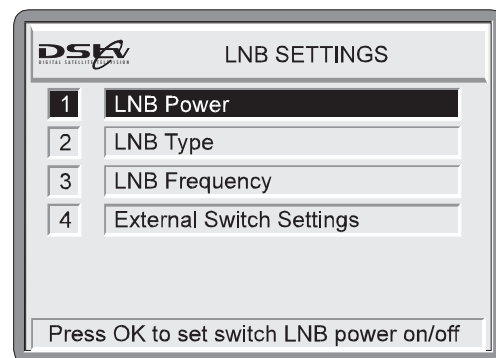 DStv LNB SETTINGS
DIGITAL SATELLITE TELEVISION
1 LNB Power
2 LNB Type
3 LNB Frequency
4 External Switch Settings
Press OK to set switch LNB power on/off